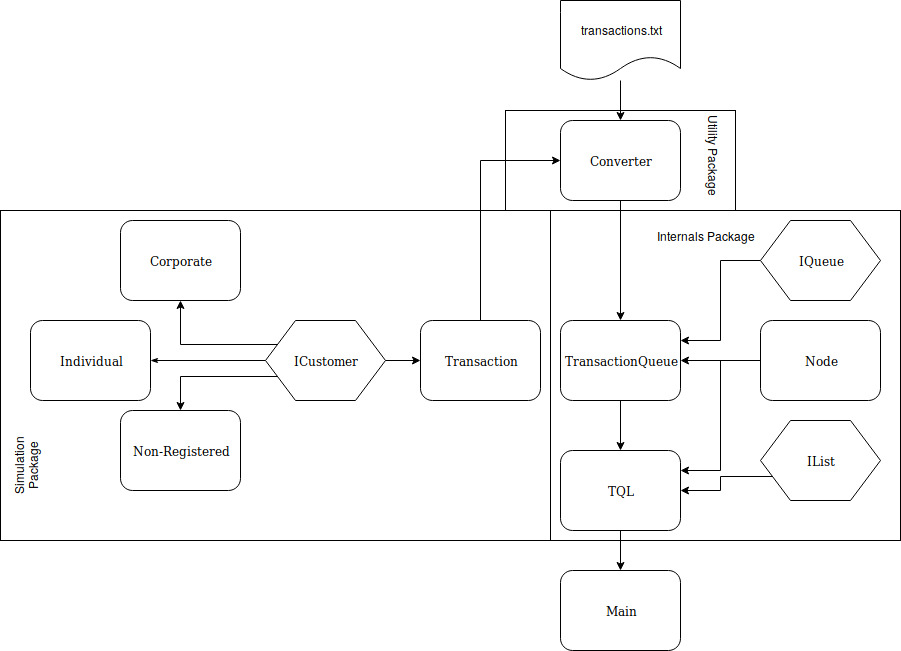 transactions.txt
Utility Package
Converter
Internals Package
Corporate
IQueue
Individual
ICustomer
Transaction
TransactionQueue
Node
Simulation
Package
Non-Registered
IList
TQL
Main